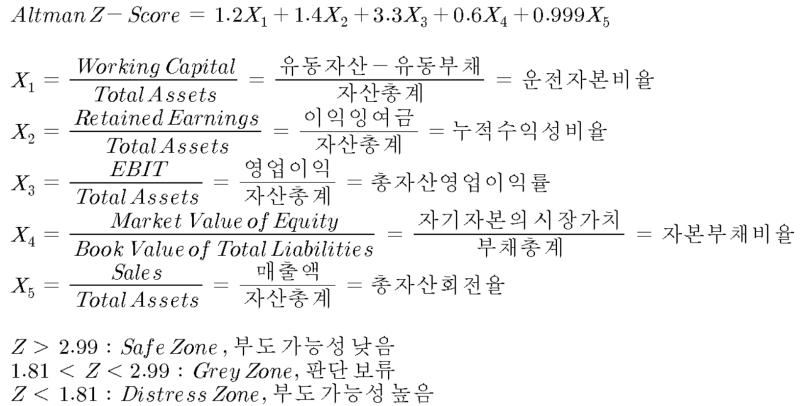 Altman Z − Score = 1.2X₁ + 1.4X₂ + 3.3X₃ + 0.6X₄ + 0.999X₅
X₁ = Working Capital / Total Assets = 유동자산 − 유동부채 / 자산총계 = 운전자본비율
X₂ = Retained Earnings / Total Assets = 이익잉여금 / 자산총계 = 누적수익성비율
X₃ = EBIT / Total Assets = 영업이익 / 자산총계 = 총자산영업이익률
X₄ = Market Value of Equity / Book Value of Total Liabilities = 자기자본의 시장가치 / 부채총계 = 자본부채비율
X₅ = Sales / Total Assets = 매출액 / 자산총계 = 총자산회전율
Z > 2.99 : Safe Zone , 부도 가능성 낮음
1.81 < Z < 2.99 : Grey Zone, 판단 보류
Z < 1.81 : Distress Zone, 부도 가능성 높음